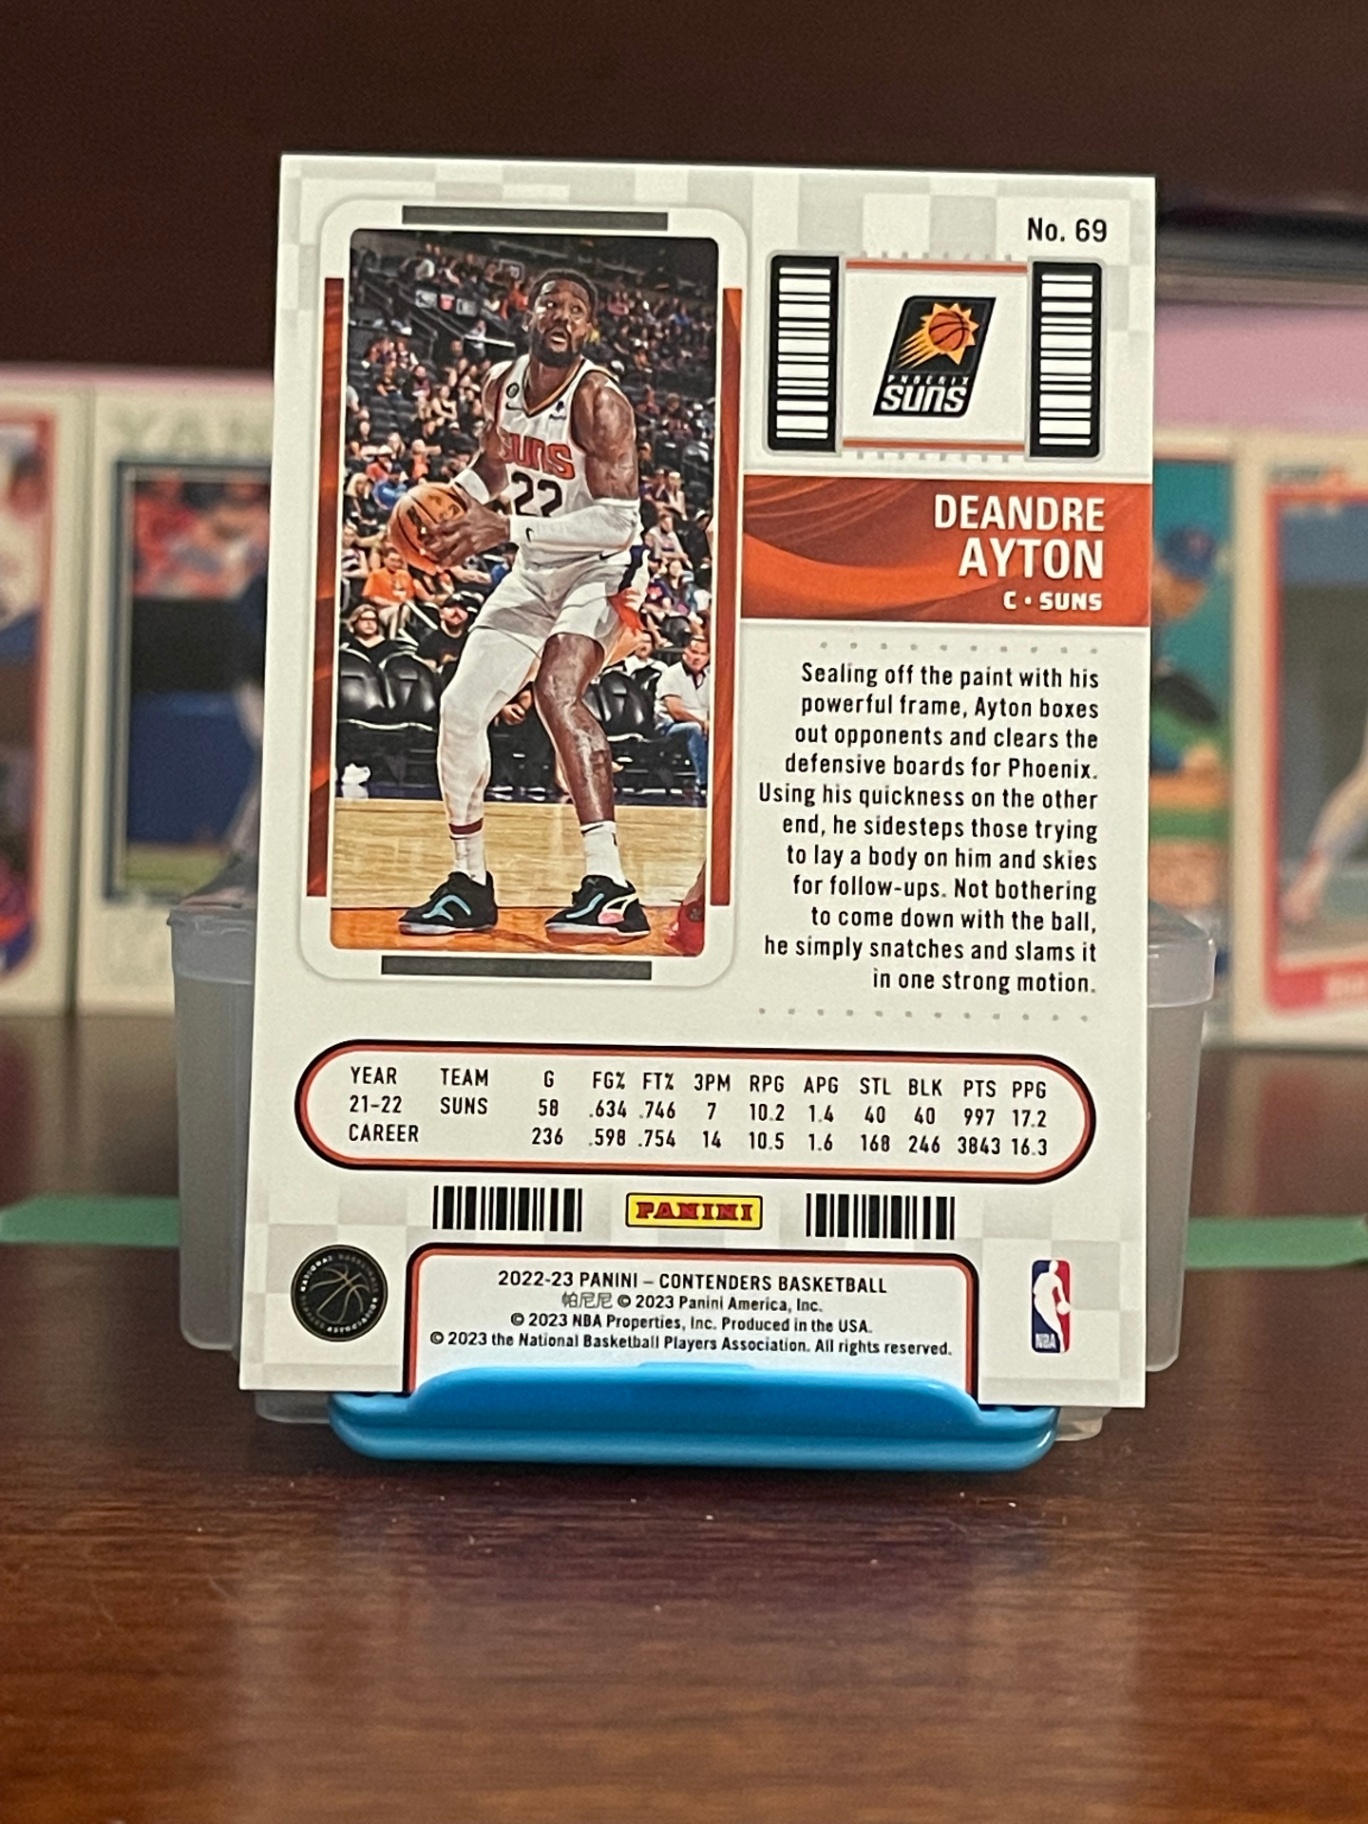 No. 69
PHOENIX
SUNS
SUNS
22
DEANDRE
AYTON
C • SUNS
Sealing off the paint with his
powerful frame, Ayton boxes
out opponents and clears the
defensive boards for Phoenix.
Using his quickness on the other
end, he sidesteps those trying
to lay a body on him and skies
for follow-ups. Not bothering
to come down with the ball,
he simply snatches and slams it
in one strong motion.
YEAR TEAM G FG% FT% 3PM RPG APG STL BLK PTS PPG
21-22 SUNS 58 .634 .746 7 10.2 1.4 40 40 997 17.2
CAREER 236 .598 .754 14 10.5 1.6 168 246 3843 16.3
PANINI
2022-23 PANINI – CONTENDERS BASKETBALL
帕尼尼 © 2023 Panini America, Inc.
© 2023 NBA Properties, Inc. Produced in the USA.
© 2023 the National Basketball Players Association. All rights reserved.
NATIONAL BASKETBALL PLAYERS ASSOCIATION
NBA